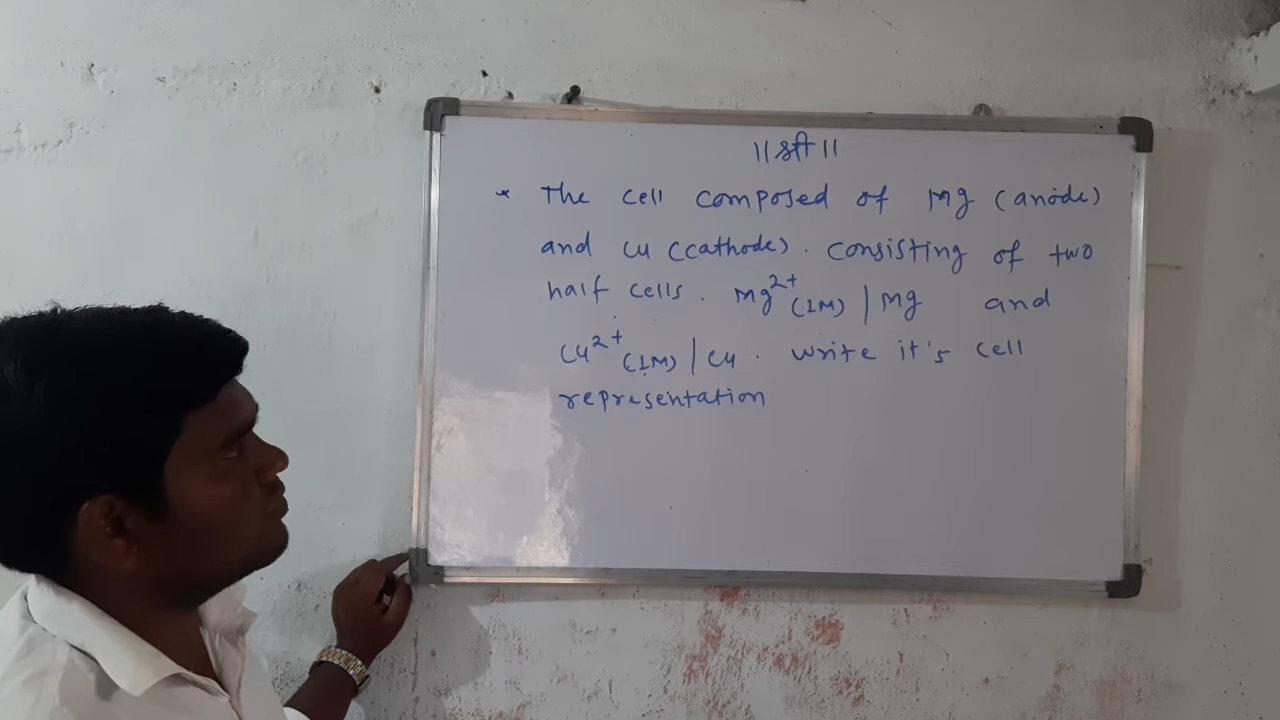 ॥ श्री ॥
* The cell composed of Mg (anode)
and Cu (cathode). consisting of two
half cells. Mg²⁺(1M) | Mg and
Cu²⁺(1M) | Cu. write it's cell
representation